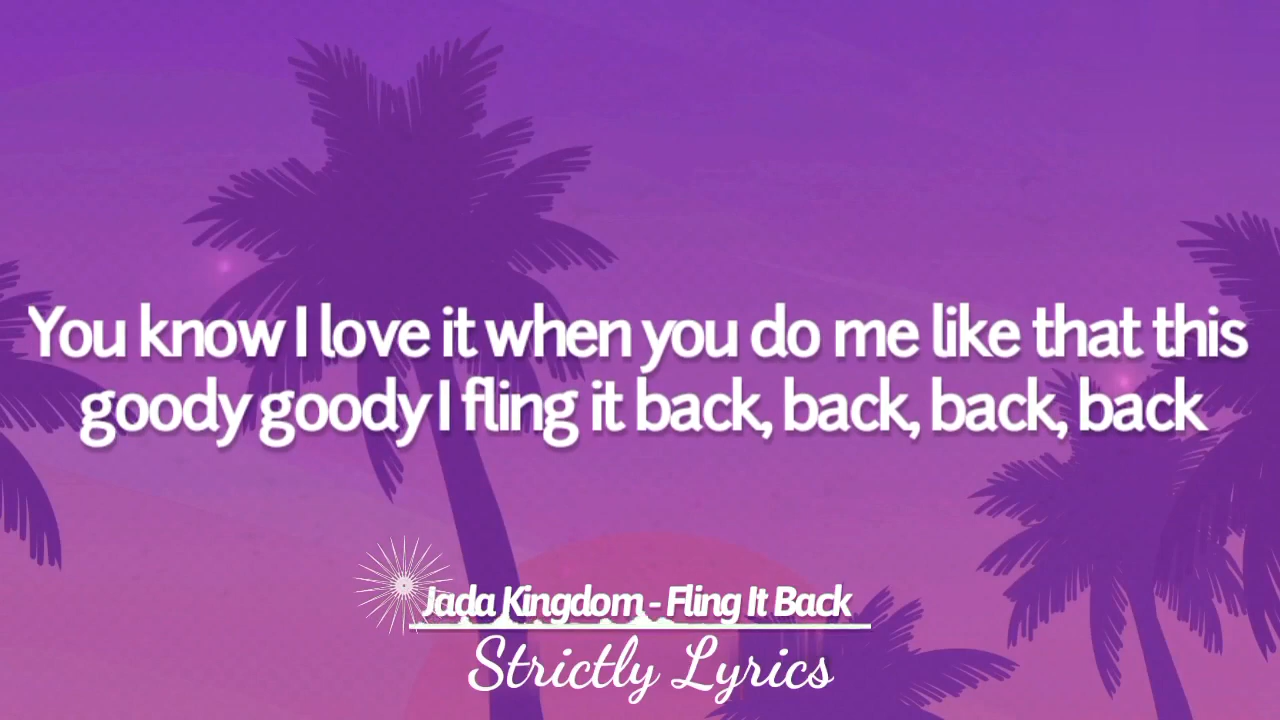 You know I love it when you do me like that this
goody goody I fling it back, back, back, back
Jada Kingdom - Fling It Back
Strictly Lyrics